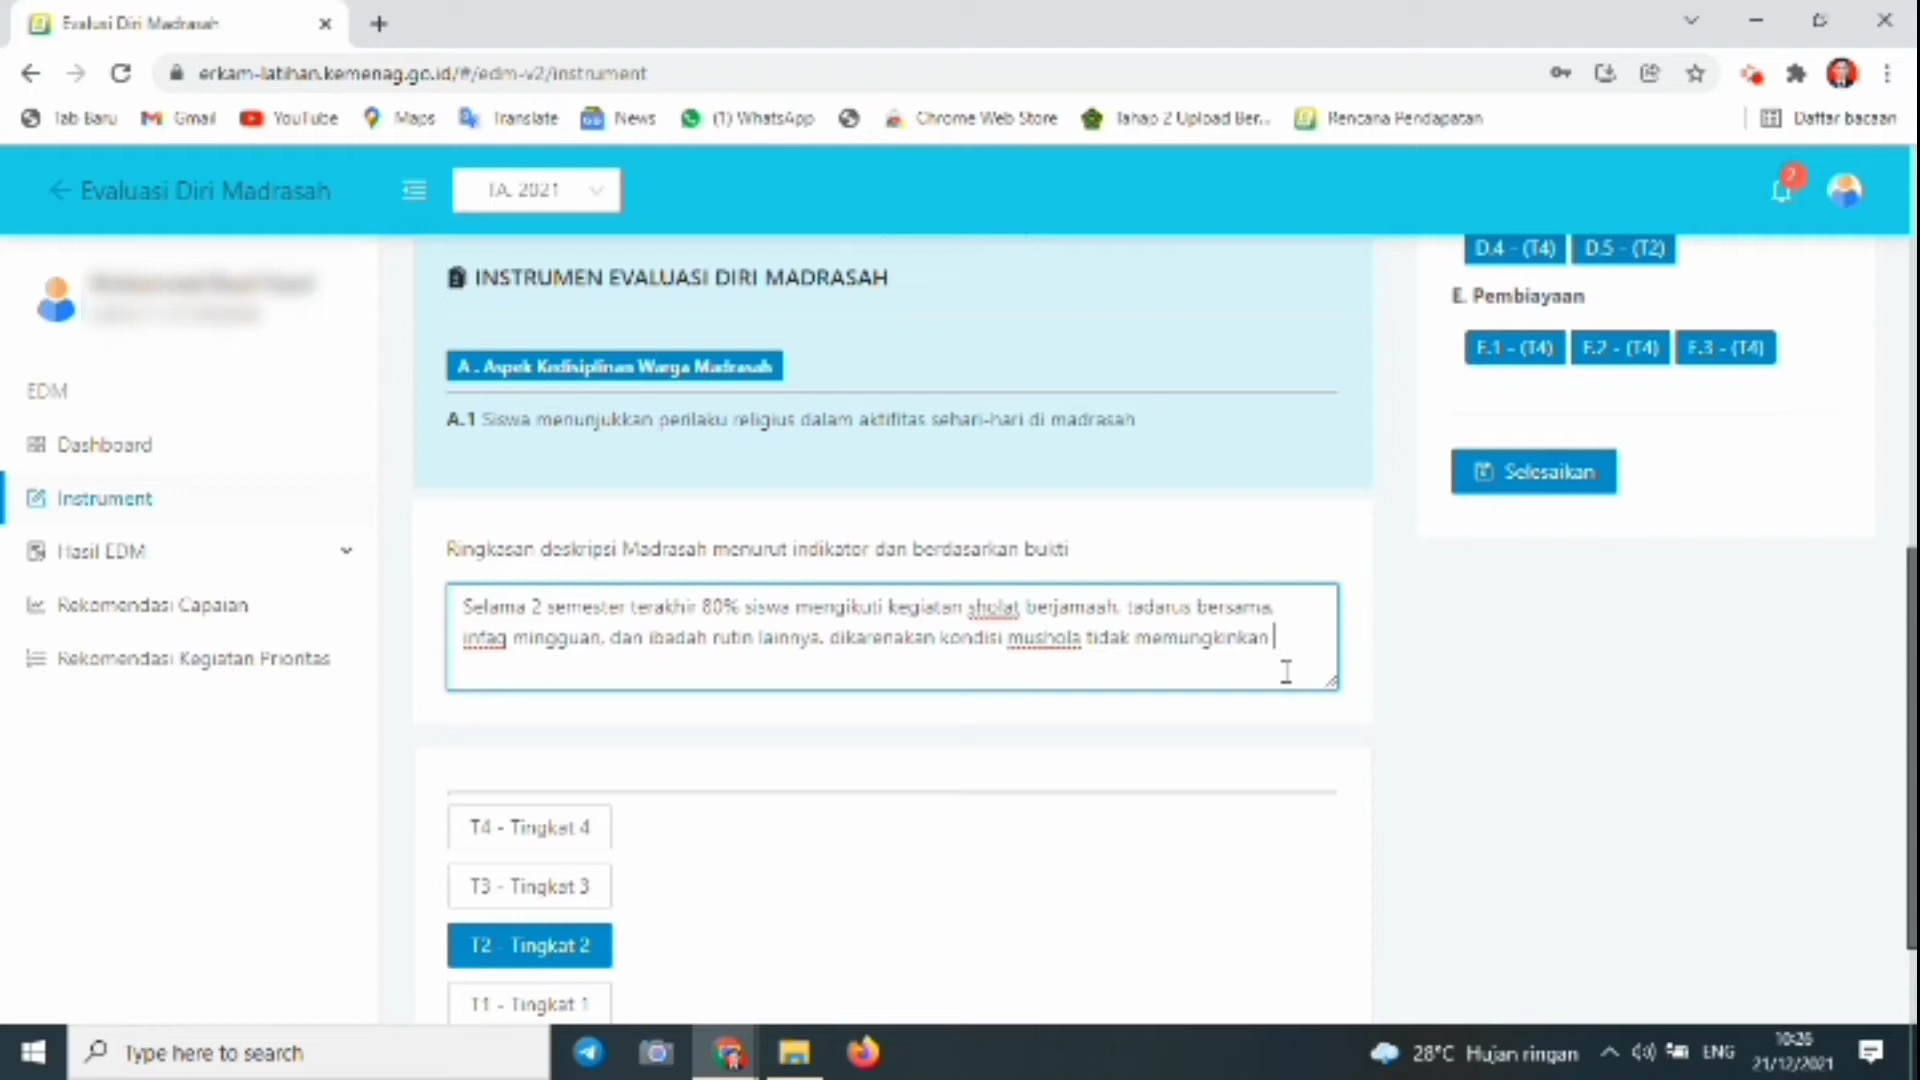 Evaluasi Diri Madrasah
erkam-latihan.kemenag.go.id/#/edm-v2/instrument
Tab Baru
Gmail
YouTube
Maps
Translate
News
(1) WhatsApp
Chrome Web Store
Tahap 2 Upload Ber...
Rencana Pendapatan
Daftar bacaan
Evaluasi Diri Madrasah
TA. 2021
2
EDM
Dashboard
Instrument
Hasil EDM
Rekomendasi Capaian
Rekomendasi Kegiatan Prioritas
INSTRUMEN EVALUASI DIRI MADRASAH
A . Aspek Kedisiplinan Warga Madrasah
A.1 Siswa menunjukkan perilaku religius dalam aktifitas sehari-hari di madrasah
Ringkasan deskripsi Madrasah menurut indikator dan berdasarkan bukti
Selama 2 semester terakhir 80% siswa mengikuti kegiatan sholat berjamaah, tadarus bersama,
infaq mingguan, dan ibadah rutin lainnya. dikarenakan kondisi mushola tidak memungkinkan
T4 - Tingkat 4
T3 - Tingkat 3
T2 - Tingkat 2
T1 - Tingkat 1
D.4 - (T4) D.5 - (T2)
E. Pembiayaan
E.1 - (T4) E.2 - (T4) E.3 - (T4)
Selesaikan
Type here to search
28°C Hujan ringan
ENG
10:26
21/12/2021